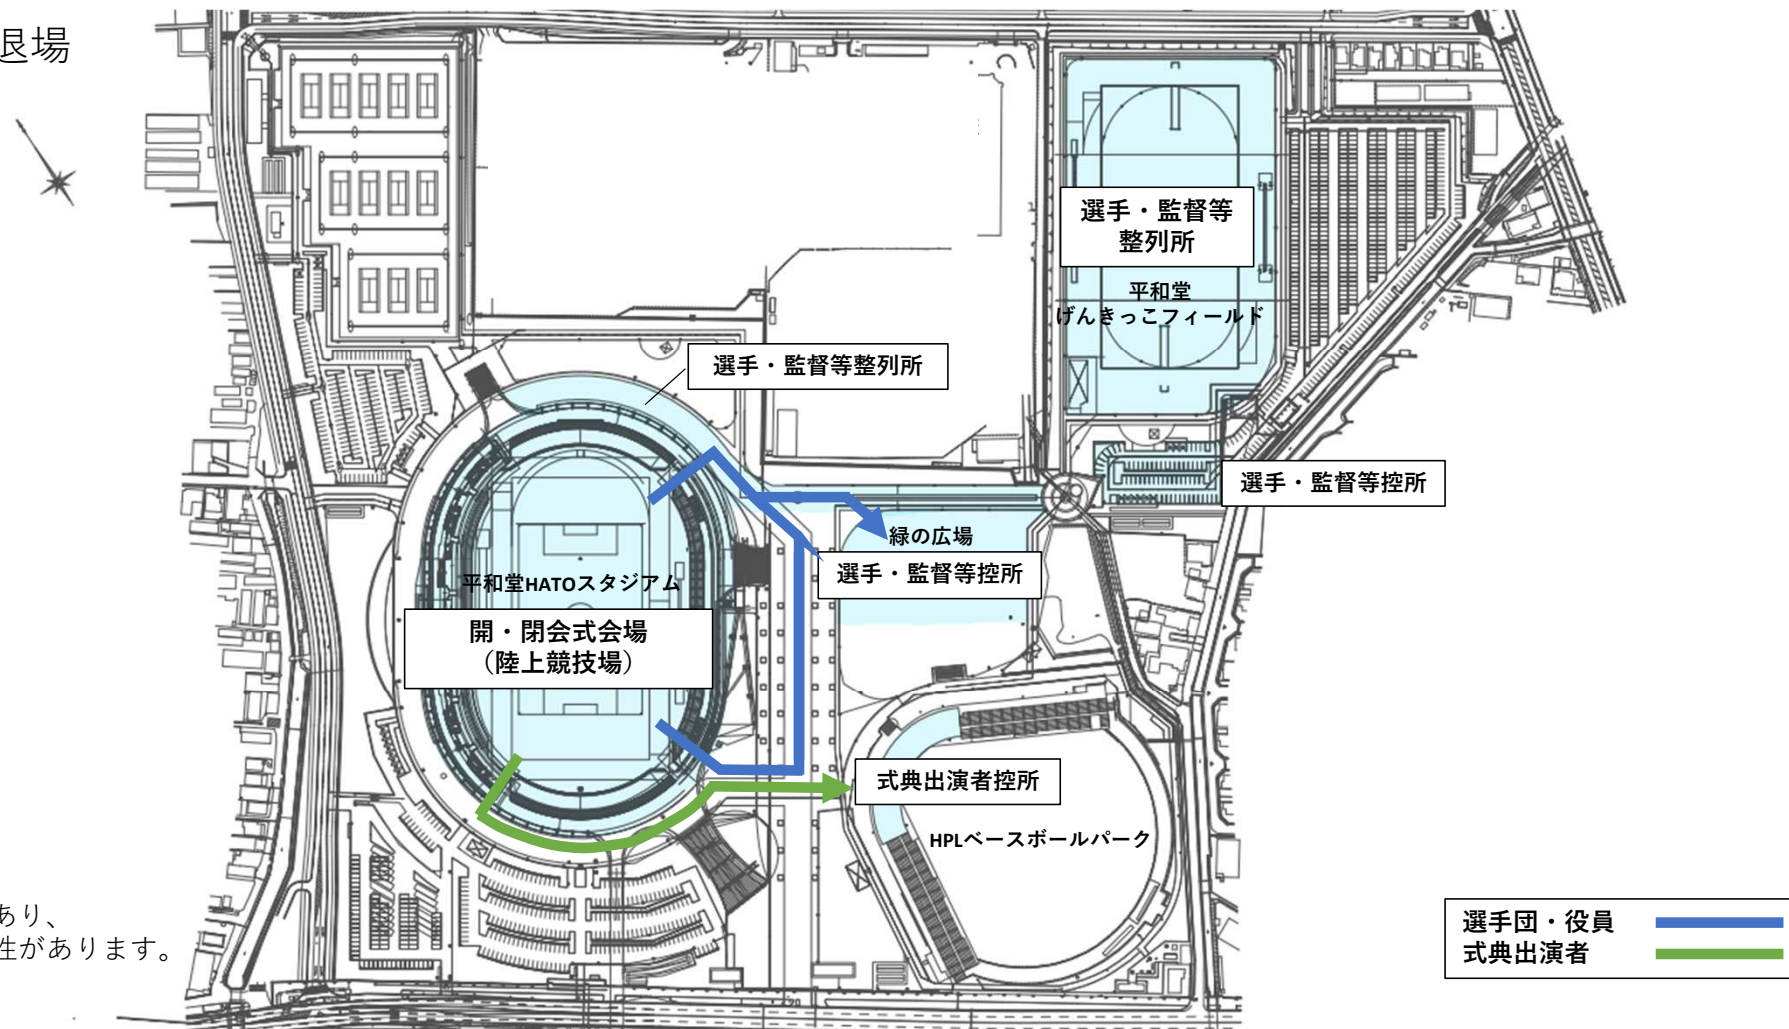 退場
選手・監督等
整列所
平和堂
げんきっこフィールド
選手・監督等整列所
選手・監督等控所
緑の広場
選手・監督等控所
平和堂HATOスタジアム
開・閉会式会場
（陸上競技場）
式典出演者控所
HPLベースボールパーク
あり、
性があります。
選手団・役員
式典出演者